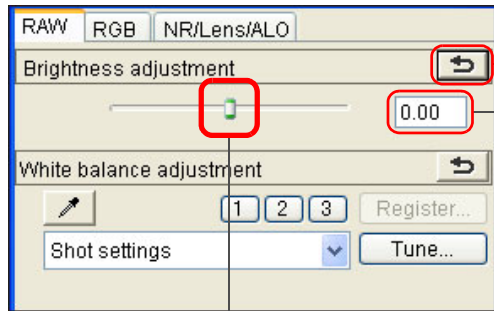 RAW RGB NR/Lens/ALO
Brightness adjustment
0.00
White balance adjustment
1 2 3 Register...
Shot settings Tune...